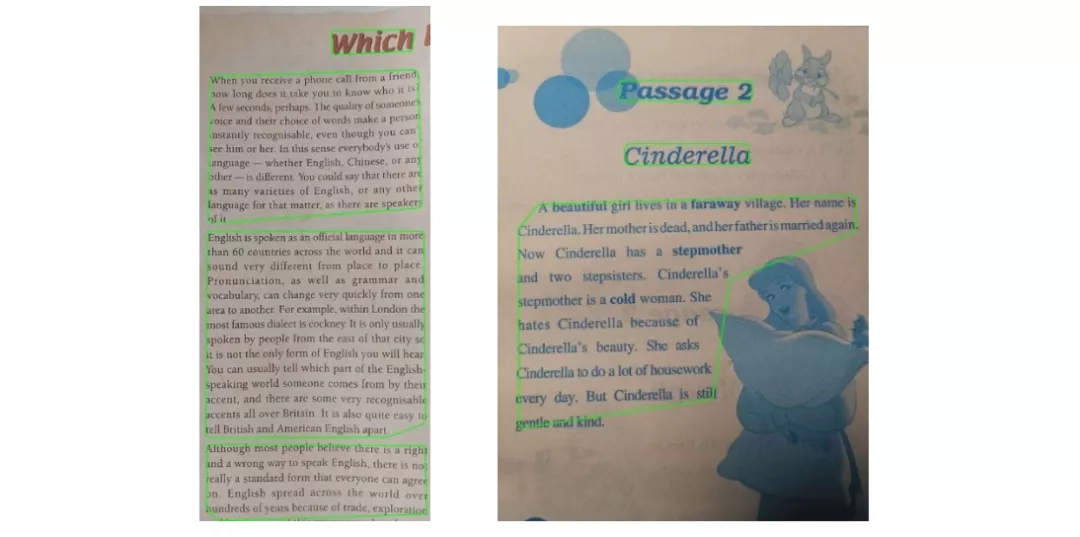 Which
When you receive a phone call from a friend,
how long does it take you to know who it is?
A few seconds, perhaps. The quality of someone's
voice and their choice of words make a person
instantly recognisable, even though you can't
see him or her. In this sense everybody's use of
language — whether English, Chinese, or any
other — is different. You could say that there are
as many varieties of English, or any other
language for that matter, as there are speakers
of it.
English is spoken as an official language in more
than 60 countries across the world and it can
sound very different from place to place.
Pronunciation, as well as grammar and
vocabulary, can change very quickly from one
area to another. For example, within London the
most famous dialect is cockney. It is only usually
spoken by people from the east of that city so
it is not the only form of English you will hear.
You can usually tell which part of the English-
speaking world someone comes from by their
accent, and there are some very recognisable
accents all over Britain. It is also quite easy to
tell British and American English apart.
Although most people believe there is a right
and a wrong way to speak English, there is not
really a standard form that everyone can agree
on. English spread across the world over
hundreds of years because of trade, exploration
Passage 2
Cinderella
A beautiful girl lives in a faraway village. Her name is
Cinderella. Her mother is dead, and her father is married again.
Now Cinderella has a stepmother
and two stepsisters. Cinderella's
stepmother is a cold woman. She
hates Cinderella because of
Cinderella's beauty. She asks
Cinderella to do a lot of housework
every day. But Cinderella is still
gentle and kind.